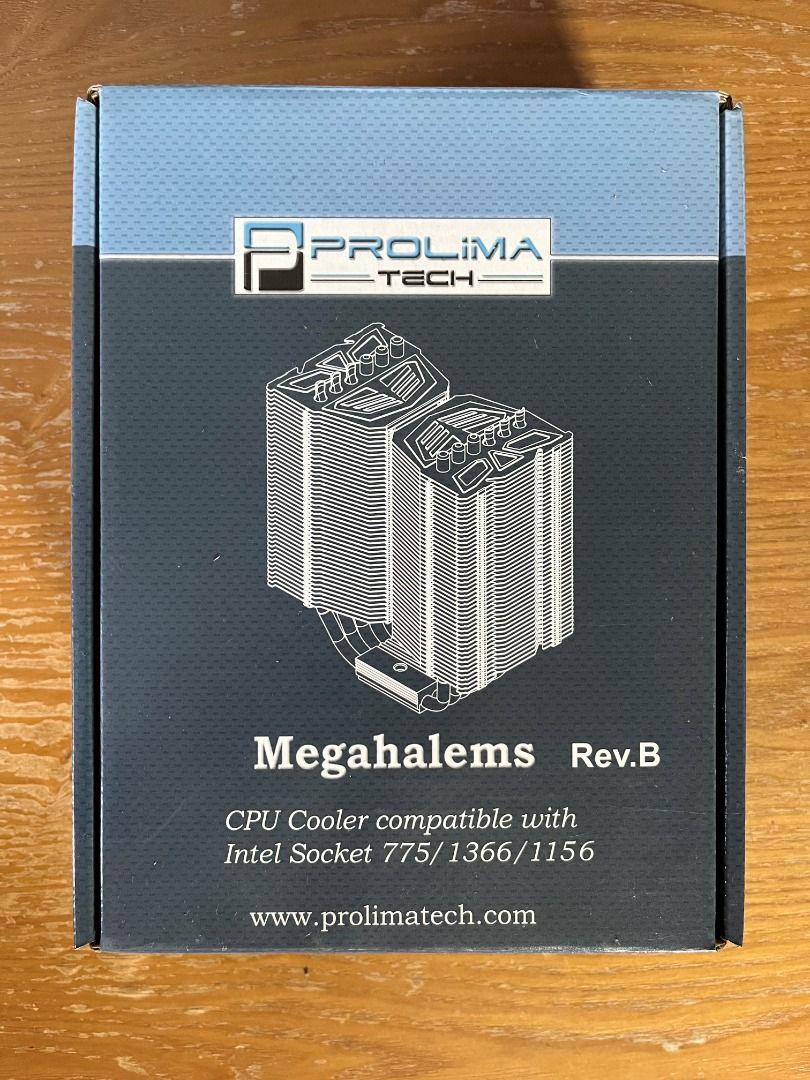 PROLiMA
TECH
Megahalems Rev.B
CPU Cooler compatible with
Intel Socket 775/1366/1156
www.prolimatech.com